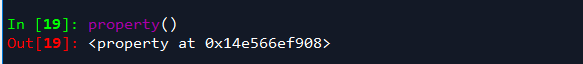 In [19]: property()
Out[19]: <property at 0x14e566ef908>